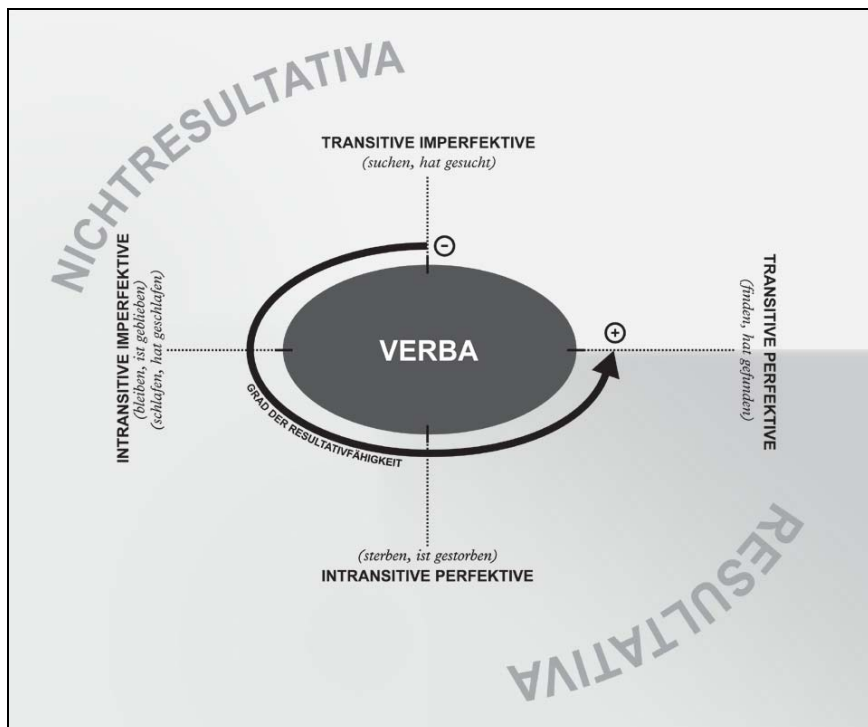 NICHTRESULTATIVA
TRANSITIVE IMPERFEKTIVE
(suchen, hat gesucht)
−
INTRANSITIVE IMPERFEKTIVE
(bleiben, ist geblieben)
(schlafen, hat geschlafen)
VERBA
+
TRANSITIVE PERFEKTIVE
(finden, hat gefunden)
GRAD DER RESULTATIVFÄHIGKEIT
(sterben, ist gestorben)
INTRANSITIVE PERFEKTIVE
RESULTATIVA